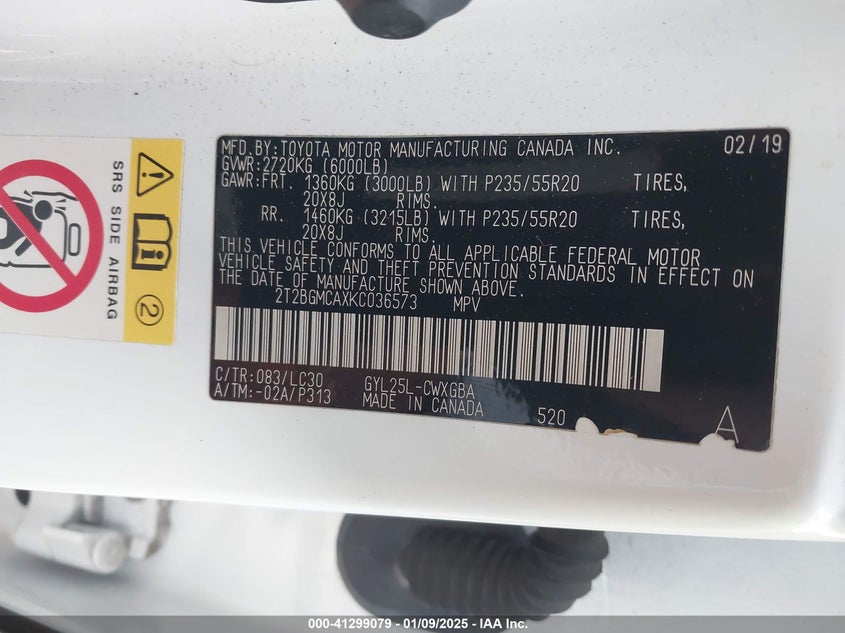 MFD.BY:TOYOTA MOTOR MANUFACTURING CANADA INC. 02/19
GVWR:2720KG (6000LB)
GAWR:FRT. 1360KG (3000LB) WITH P235/55R20 TIRES,
20X8J RIMS.
RR. 1460KG (3215LB) WITH P235/55R20 TIRES,
20X8J RIMS.
THIS VEHICLE CONFORMS TO ALL APPLICABLE FEDERAL MOTOR
VEHICLE SAFETY AND THEFT PREVENTION STANDARDS IN EFFECT ON
THE DATE OF MANUFACTURE SHOWN ABOVE.
2T2BGMCAXKC036573 MPV
C/TR:083/LC30 GYL25L-CWXGBA
A/TM:-02A/P313 MADE IN CANADA 520
A
SRS SIDE AIRBAG
2
000-41299079 - 01/09/2025 - IAA Inc.